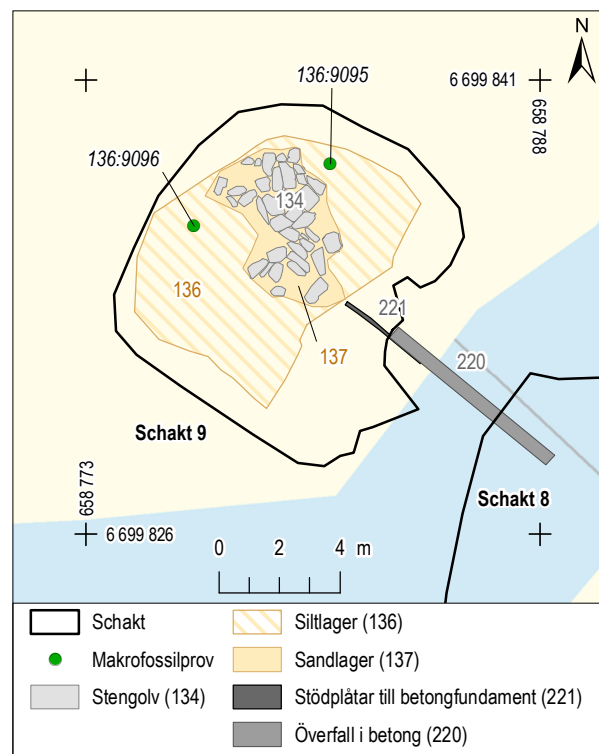 N
136:9095
6 699 841
658 788
136:9096
134
136
221
137
220
Schakt 9
Schakt 8
658 773
6 699 826
0 2 4 m
Schakt
Siltlager (136)
Makrofossilprov
Sandlager (137)
Stengolv (134)
Stödplåtar till betongfundament (221)
Överfall i betong (220)